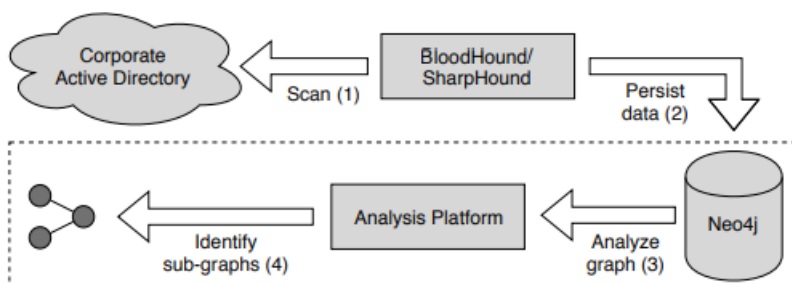 Corporate
Active Directory
Scan (1)
BloodHound/
SharpHound
Persist
data (2)
Identify
sub-graphs (4)
Analysis Platform
Analyze
graph (3)
Neo4j